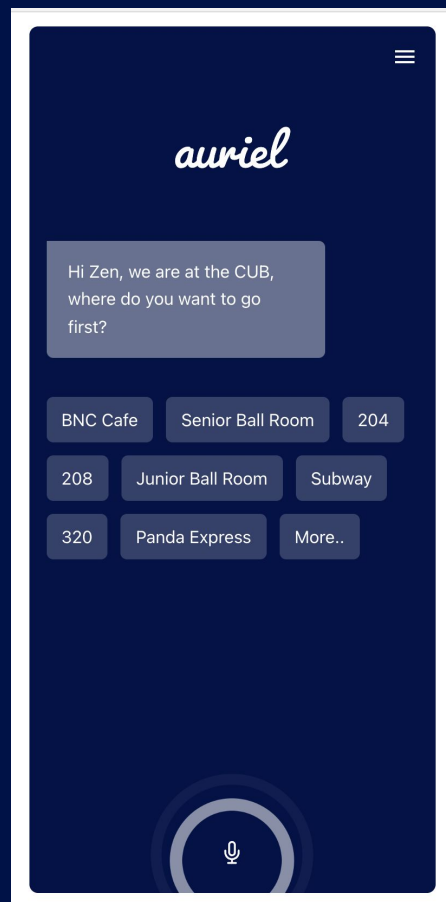 auriel
Hi Zen, we are at the CUB,
where do you want to go
first?
BNC Cafe Senior Ball Room 204
208 Junior Ball Room Subway
320 Panda Express More..